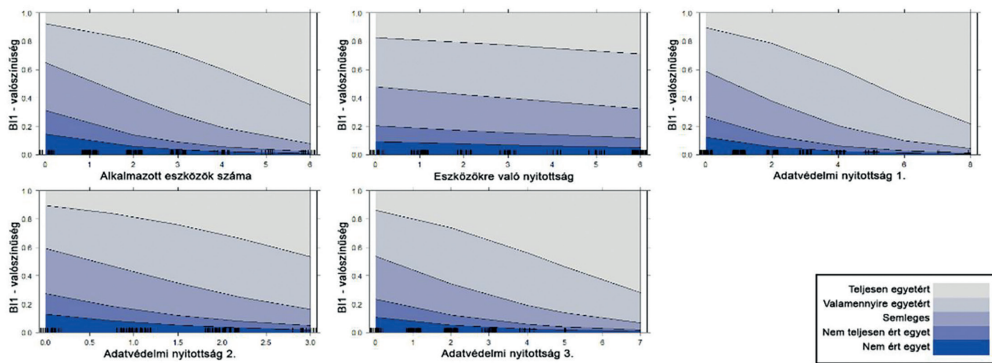 BI1 - valószínűség
1.0
0.8
0.6
0.4
0.2
0.0
0 1 2 3 4 5 6
Alkalmazott eszközök száma
BI1 - valószínűség
1.0
0.8
0.6
0.4
0.2
0.0
0 1 2 3 4 5 6
Eszközökre való nyitottság
BI1 - valószínűség
1.0
0.8
0.6
0.4
0.2
0.0
0 2 4 6 8
Adatvédelmi nyitottság 1.
BI1 - valószínűség
1.0
0.8
0.6
0.4
0.2
0.0
0.0 0.5 1.0 1.5 2.0 2.5 3.0
Adatvédelmi nyitottság 2.
BI1 - valószínűség
1.0
0.8
0.6
0.4
0.2
0.0
0 1 2 3 4 5 6 7
Adatvédelmi nyitottság 3.
Teljesen egyetért
Valamennyire egyetért
Semleges
Nem teljesen ért egyet
Nem ért egyet